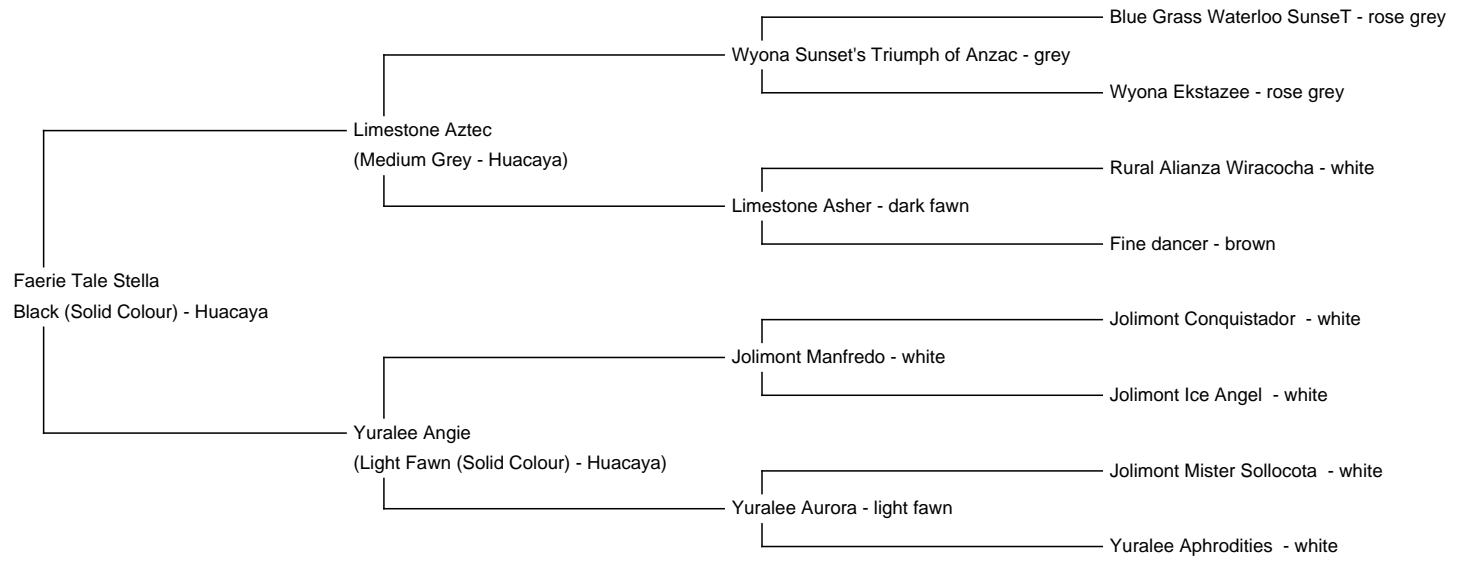 Blue Grass Waterloo SunseT - rose grey
Wyona Sunset's Triumph of Anzac - grey
Wyona Ekstazee - rose grey
Limestone Aztec
(Medium Grey - Huacaya)
Rural Alianza Wiracocha - white
Limestone Asher - dark fawn
Fine dancer - brown
Faerie Tale Stella
Black (Solid Colour) - Huacaya
Jolimont Conquistador - white
Jolimont Manfredo - white
Jolimont Ice Angel - white
Yuralee Angie
(Light Fawn (Solid Colour) - Huacaya)
Jolimont Mister Sollocota - white
Yuralee Aurora - light fawn
Yuralee Aphrodities - white